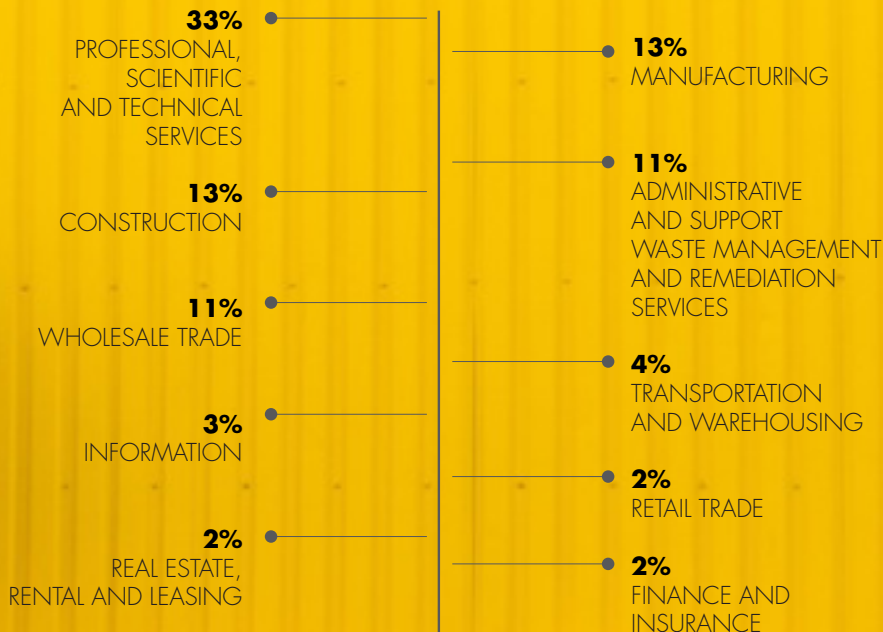 33%
PROFESSIONAL,
SCIENTIFIC
AND TECHNICAL
SERVICES
13%
MANUFACTURING
13%
CONSTRUCTION
11%
ADMINISTRATIVE
AND SUPPORT
WASTE MANAGEMENT
AND REMEDIATION
SERVICES
11%
WHOLESALE TRADE
4%
TRANSPORTATION
AND WAREHOUSING
3%
INFORMATION
2%
RETAIL TRADE
2%
REAL ESTATE,
RENTAL AND LEASING
2%
FINANCE AND
INSURANCE